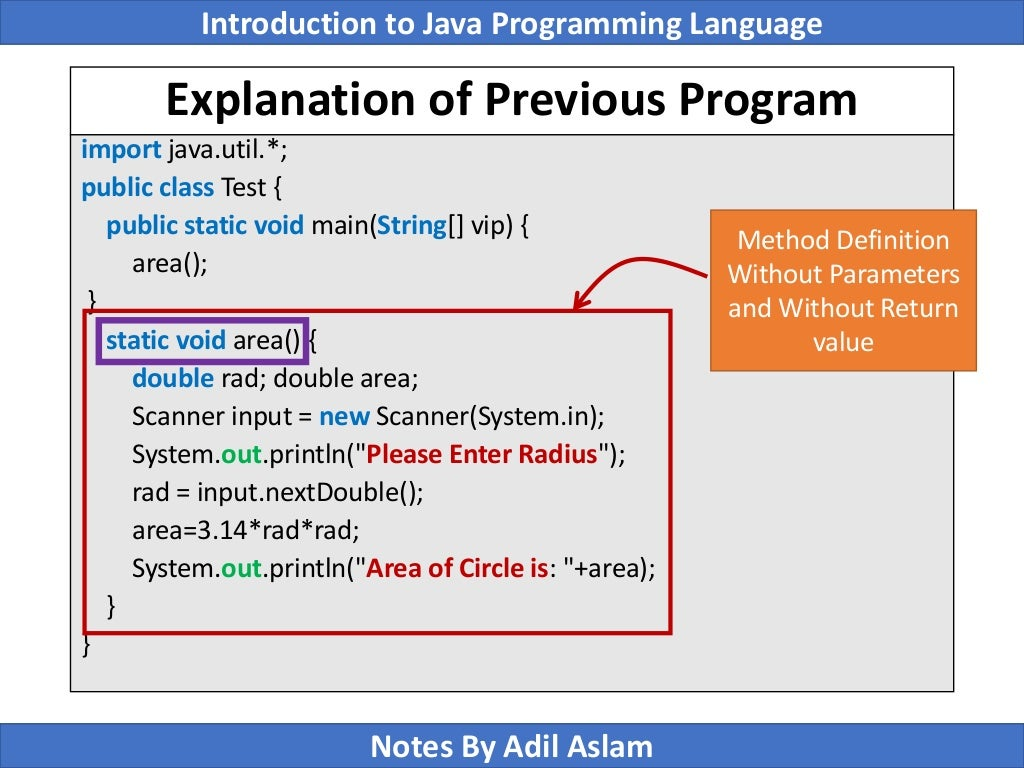 Introduction to Java Programming Language
Explanation of Previous Program
import java.util.*;
public class Test {
public static void main(String[] vip) {
area();
}
static void area() {
double rad; double area;
Scanner input = new Scanner(System.in);
System.out.println("Please Enter Radius");
rad = input.nextDouble();
area=3.14*rad*rad;
System.out.println("Area of Circle is: "+area);
}
}
Method Definition
Without Parameters
and Without Return
value
Notes By Adil Aslam